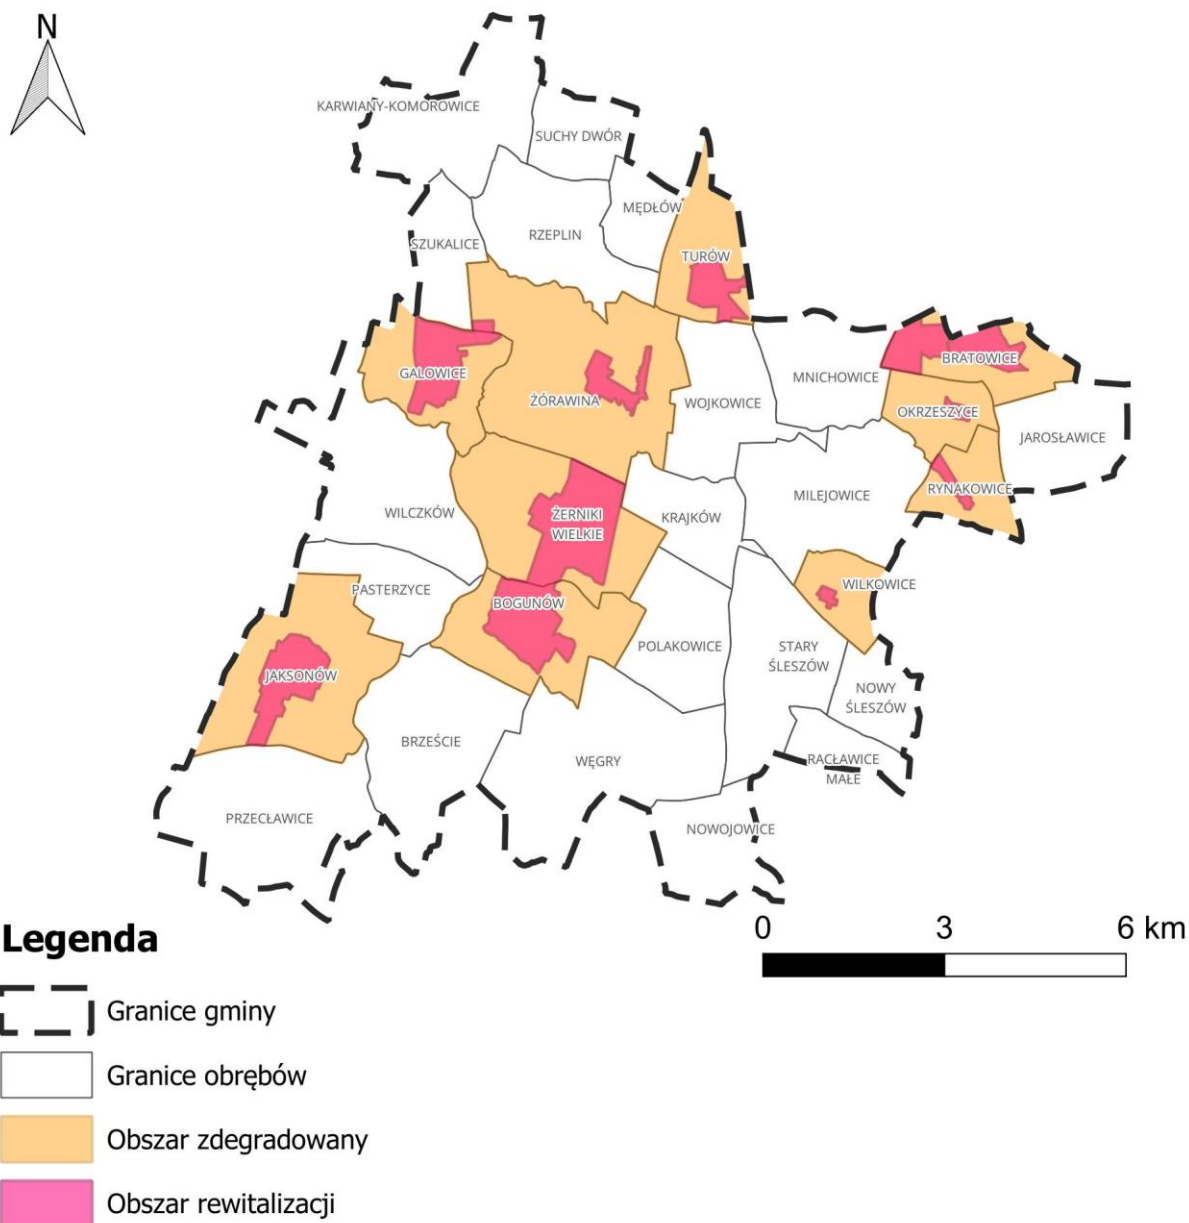 N
KARWIANY-KOMOROWICE
SUCHY DWÓR
MĘDŁÓW
RZEPLIN
SZUKALICE
TURÓW
BRATOWICE
GALOWICE
MNICHOWICE
ŻÓRAWINA
WOJKOWICE
OKRZESZYCE
JAROSŁAWICE
RYNAKOWICE
MILEJOWICE
WILCZKÓW
ŻERNIKI
WIELKIE
KRAJKÓW
WILKOWICE
PASTERZYCE
BOGUNÓW
POLAKOWICE
STARY
ŚLESZÓW
JAKSONÓW
NOWY
ŚLESZÓW
BRZEŚCIE
WĘGRY
RACŁAWICE
MAŁE
PRZECŁAWICE
NOWOJOWICE
0 3 6 km
Legenda
Granice gminy
Granice obrębów
Obszar zdegradowany
Obszar rewitalizacji